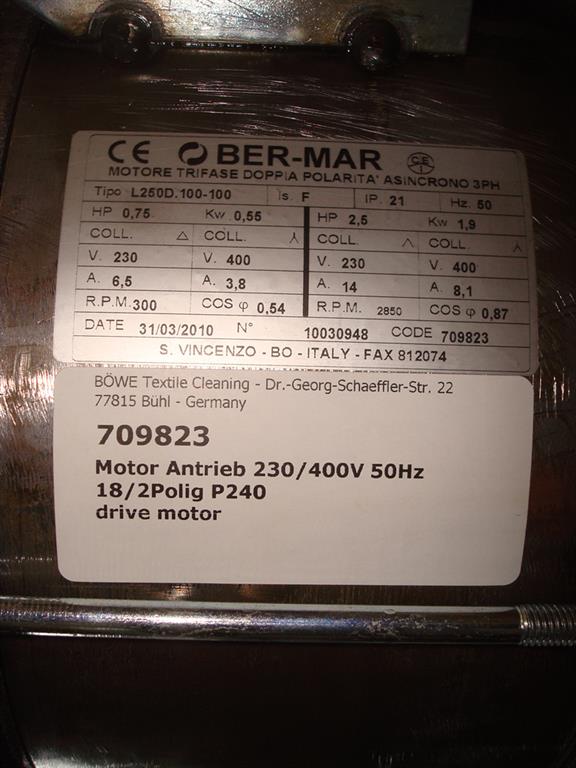 CE BER-MAR CEI
MOTORE TRIFASE DOPPIA POLARITA' ASINCRONO 3PH
Tipo L250D.100-100 Is. F IP. 21 Hz. 50
HP 0,75 Kw 0,55 HP 2,5 Kw 1,9
COLL. △ COLL. Y COLL. △ COLL. Y
V. 230 V. 400 V. 230 V. 400
A. 6,5 A. 3,8 A. 14 A. 8,1
R.P.M. 300 COS φ 0,54 R.P.M. 2850 COS φ 0,87
DATE 31/03/2010 N° 10030948 CODE 709823
S. VINCENZO - BO - ITALY - FAX 812074
BÖWE Textile Cleaning - Dr.-Georg-Schaeffler-Str. 22
77815 Bühl - Germany
709823
Motor Antrieb 230/400V 50Hz
18/2Polig P240
drive motor